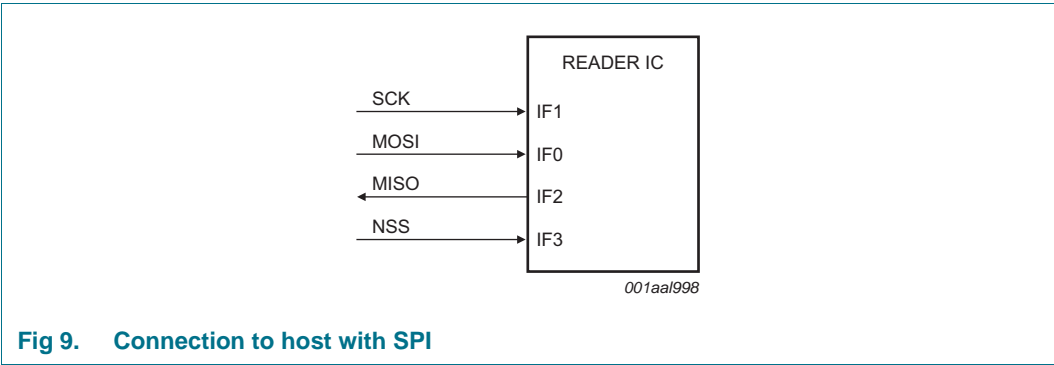 READER IC
SCK
IF1
MOSI
IF0
MISO
IF2
NSS
IF3
001aal998
Fig 9. Connection to host with SPI